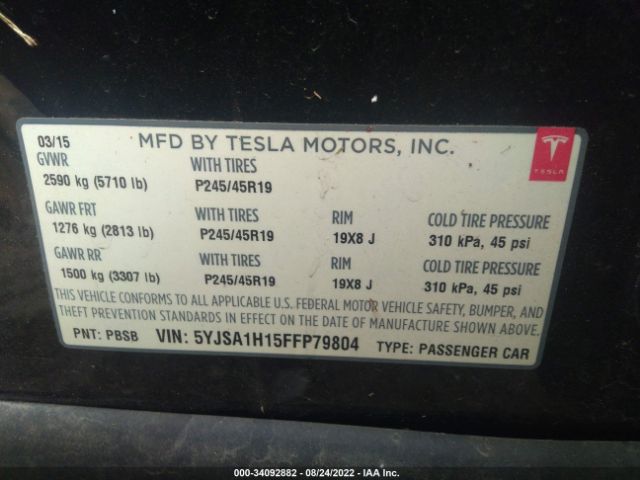 03/15 MFD BY TESLA MOTORS, INC.
TESLA
GVWR WITH TIRES
2590 kg (5710 lb) P245/45R19
GAWR FRT WITH TIRES RIM COLD TIRE PRESSURE
1276 kg (2813 lb) P245/45R19 19X8 J 310 kPa, 45 psi
GAWR RR WITH TIRES RIM COLD TIRE PRESSURE
1500 kg (3307 lb) P245/45R19 19X8 J 310 kPa, 45 psi
THIS VEHICLE CONFORMS TO ALL APPLICABLE U.S. FEDERAL MOTOR VEHICLE SAFETY, BUMPER, AND
THEFT PREVENTION STANDARDS IN EFFECT ON THE DATE OF MANUFACTURE SHOWN ABOVE.
PNT: PBSB VIN: 5YJSA1H15FFP79804 TYPE: PASSENGER CAR
000-34092882 - 08/24/2022 - IAA Inc.